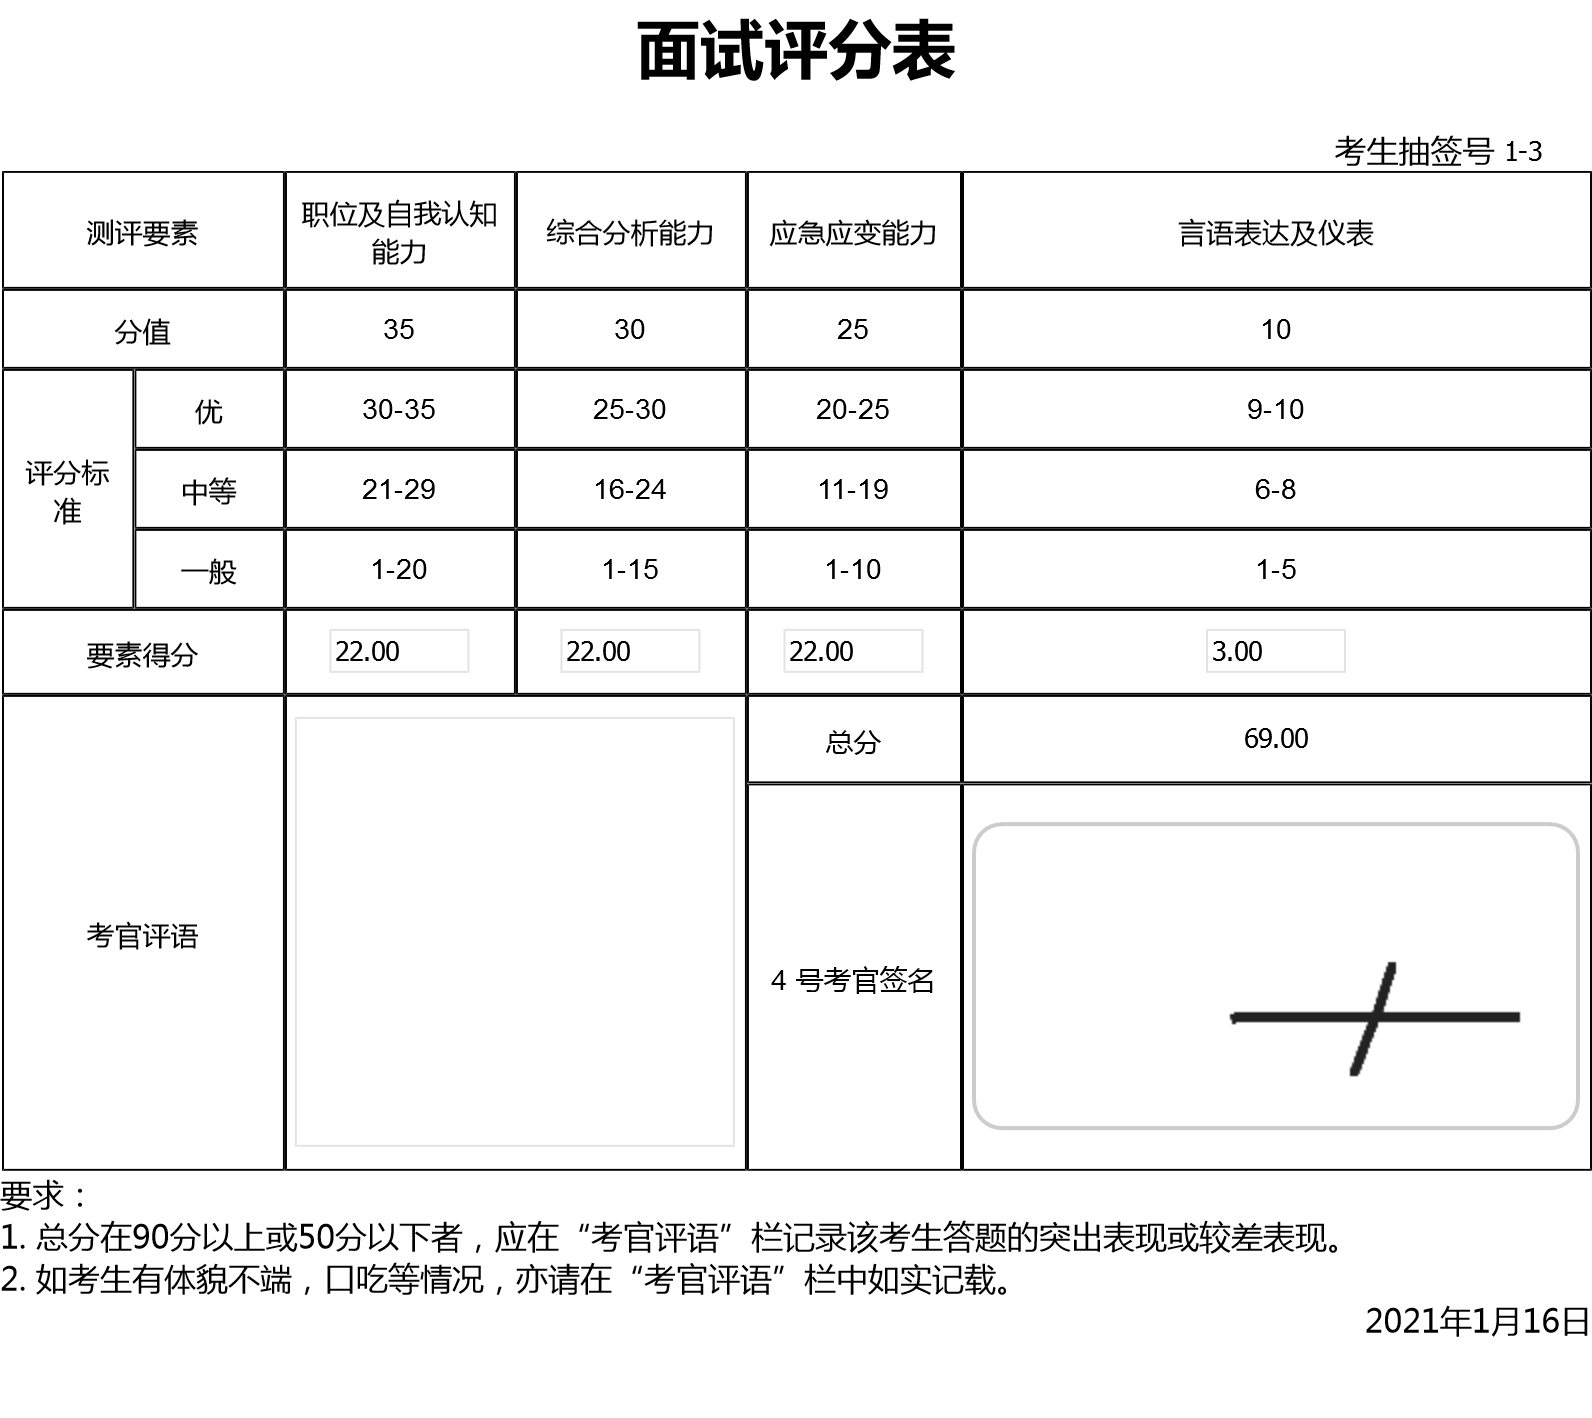 面试评分表
考生抽签号 1-3
测评要素 职位及自我认知能力 综合分析能力 应急应变能力 言语表达及仪表
分值 35 30 25 10
评分标准 优 30-35 25-30 20-25 9-10
中等 21-29 16-24 11-19 6-8
一般 1-20 1-15 1-10 1-5
要素得分 22.00 22.00 22.00 3.00
总分 69.00
考官评语
4 号考官签名
要求：
1. 总分在90分以上或50分以下者，应在“考官评语”栏记录该考生答题的突出表现或较差表现。
2. 如考生有体貌不端，口吃等情况，亦请在“考官评语”栏中如实记载。
2021年1月16日